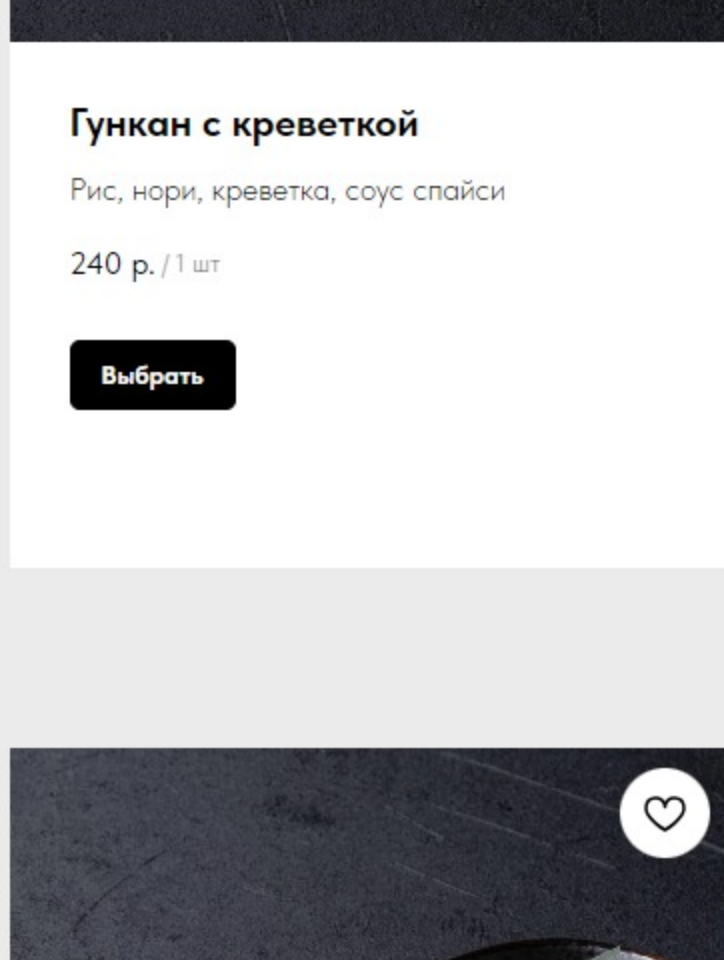 Гункан с креветкой
Рис, нори, креветка, соус спайси
240 р. / 1 шт
Выбрать